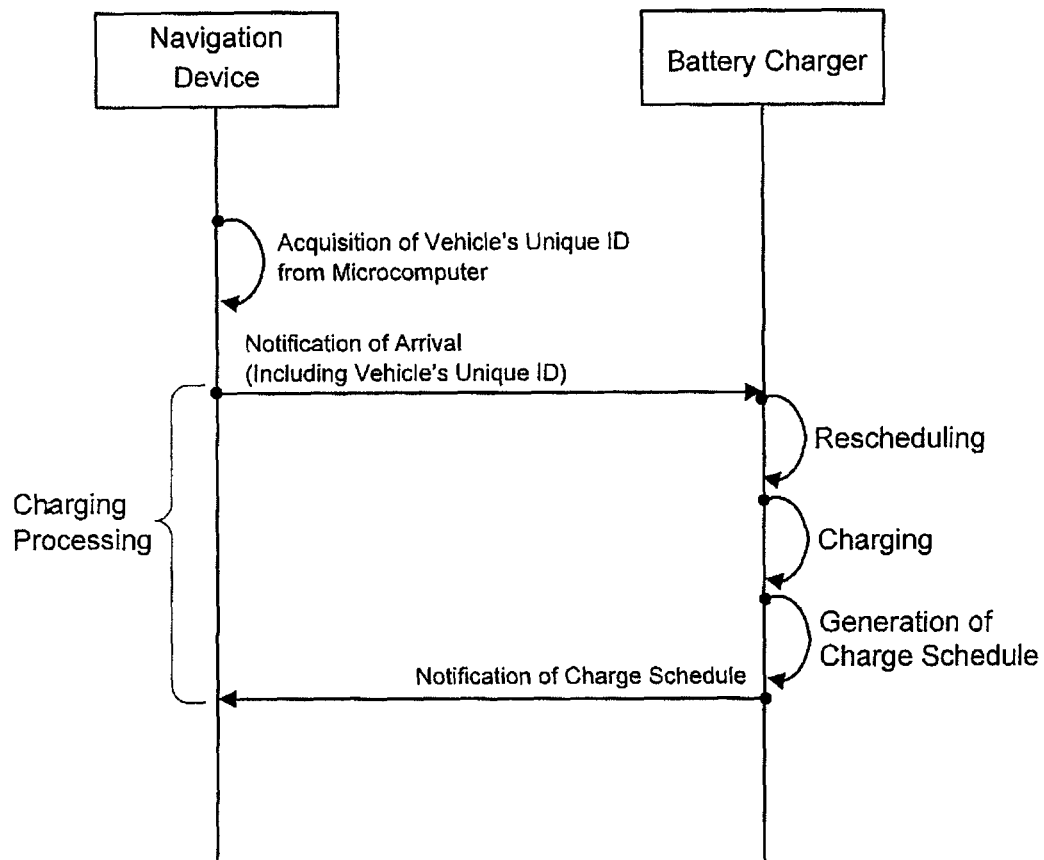 Navigation
Device
Battery Charger
Acquisition of Vehicle's Unique ID
from Microcomputer
Notification of Arrival
(Including Vehicle's Unique ID)
Rescheduling
Charging
Processing
Charging
Generation of
Charge Schedule
Notification of Charge Schedule